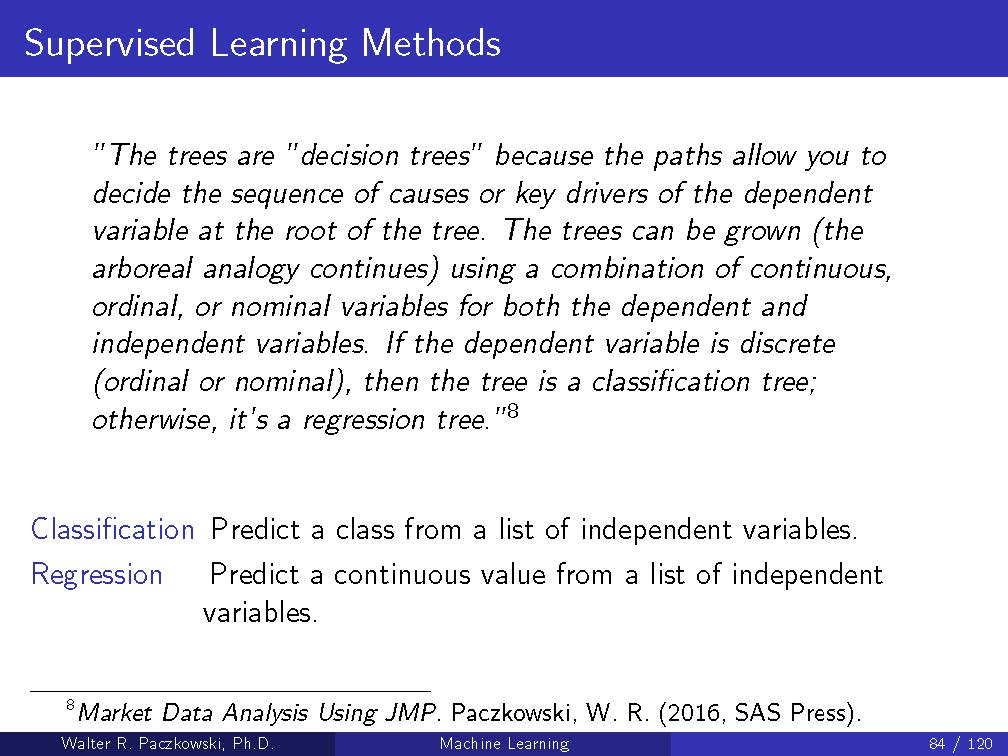 Supervised Learning Methods
"The trees are "decision trees" because the paths allow you to
decide the sequence of causes or key drivers of the dependent
variable at the root of the tree. The trees can be grown (the
arboreal analogy continues) using a combination of continuous,
ordinal, or nominal variables for both the dependent and
independent variables. If the dependent variable is discrete
(ordinal or nominal), then the tree is a classification tree;
otherwise, it's a regression tree."8
Classification Predict a class from a list of independent variables.
Regression Predict a continuous value from a list of independent
variables.
8Market Data Analysis Using JMP. Paczkowski, W. R. (2016, SAS Press).
Walter R. Paczkowski, Ph.D. Machine Learning 84 / 120